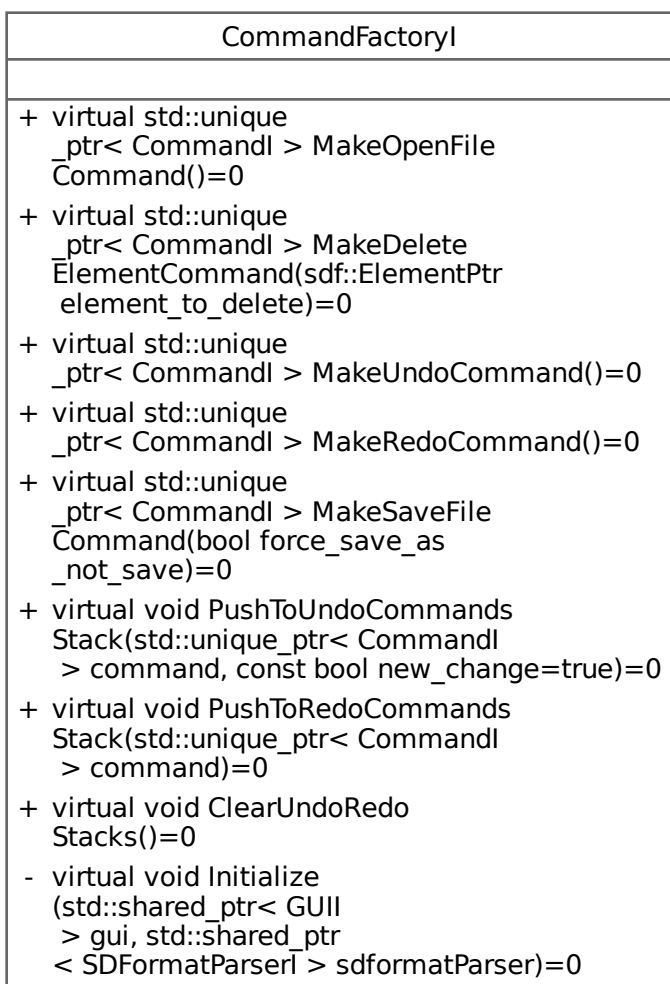 CommandFactoryI
+ virtual std::unique
_ptr< CommandI > MakeOpenFile
Command()=0
+ virtual std::unique
_ptr< CommandI > MakeDelete
ElementCommand(sdf::ElementPtr
element_to_delete)=0
+ virtual std::unique
_ptr< CommandI > MakeUndoCommand()=0
+ virtual std::unique
_ptr< CommandI > MakeRedoCommand()=0
+ virtual std::unique
_ptr< CommandI > MakeSaveFile
Command(bool force_save_as
_not_save)=0
+ virtual void PushToUndoCommands
Stack(std::unique_ptr< CommandI
> command, const bool new_change=true)=0
+ virtual void PushToRedoCommands
Stack(std::unique_ptr< CommandI
> command)=0
+ virtual void ClearUndoRedo
Stacks()=0
- virtual void Initialize
(std::shared_ptr< GUII
> gui, std::shared_ptr
< SDFormatParserI > sdformatParser)=0